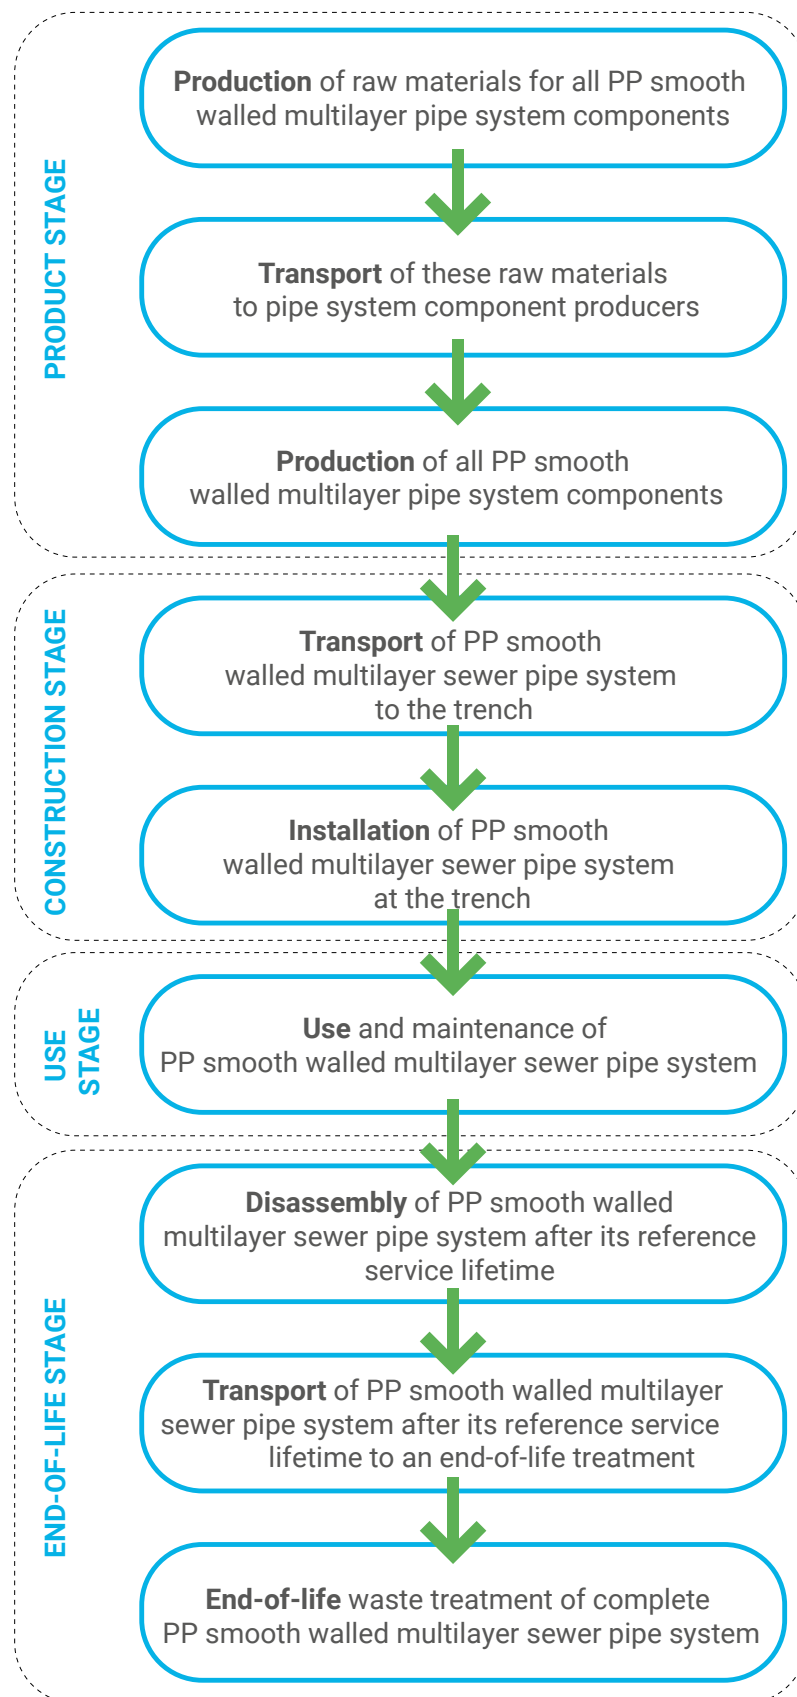 PRODUCT STAGE
Production of raw materials for all PP smooth
walled multilayer pipe system components
Transport of these raw materials
to pipe system component producers
Production of all PP smooth
walled multilayer pipe system components
CONSTRUCTION STAGE
Transport of PP smooth
walled multilayer sewer pipe system
to the trench
Installation of PP smooth
walled multilayer sewer pipe system
at the trench
USE
STAGE
Use and maintenance of
PP smooth walled multilayer sewer pipe system
END-OF-LIFE STAGE
Disassembly of PP smooth walled
multilayer sewer pipe system after its reference
service lifetime
Transport of PP smooth walled multilayer
sewer pipe system after its reference service
lifetime to an end-of-life treatment
End-of-life waste treatment of complete
PP smooth walled multilayer sewer pipe system